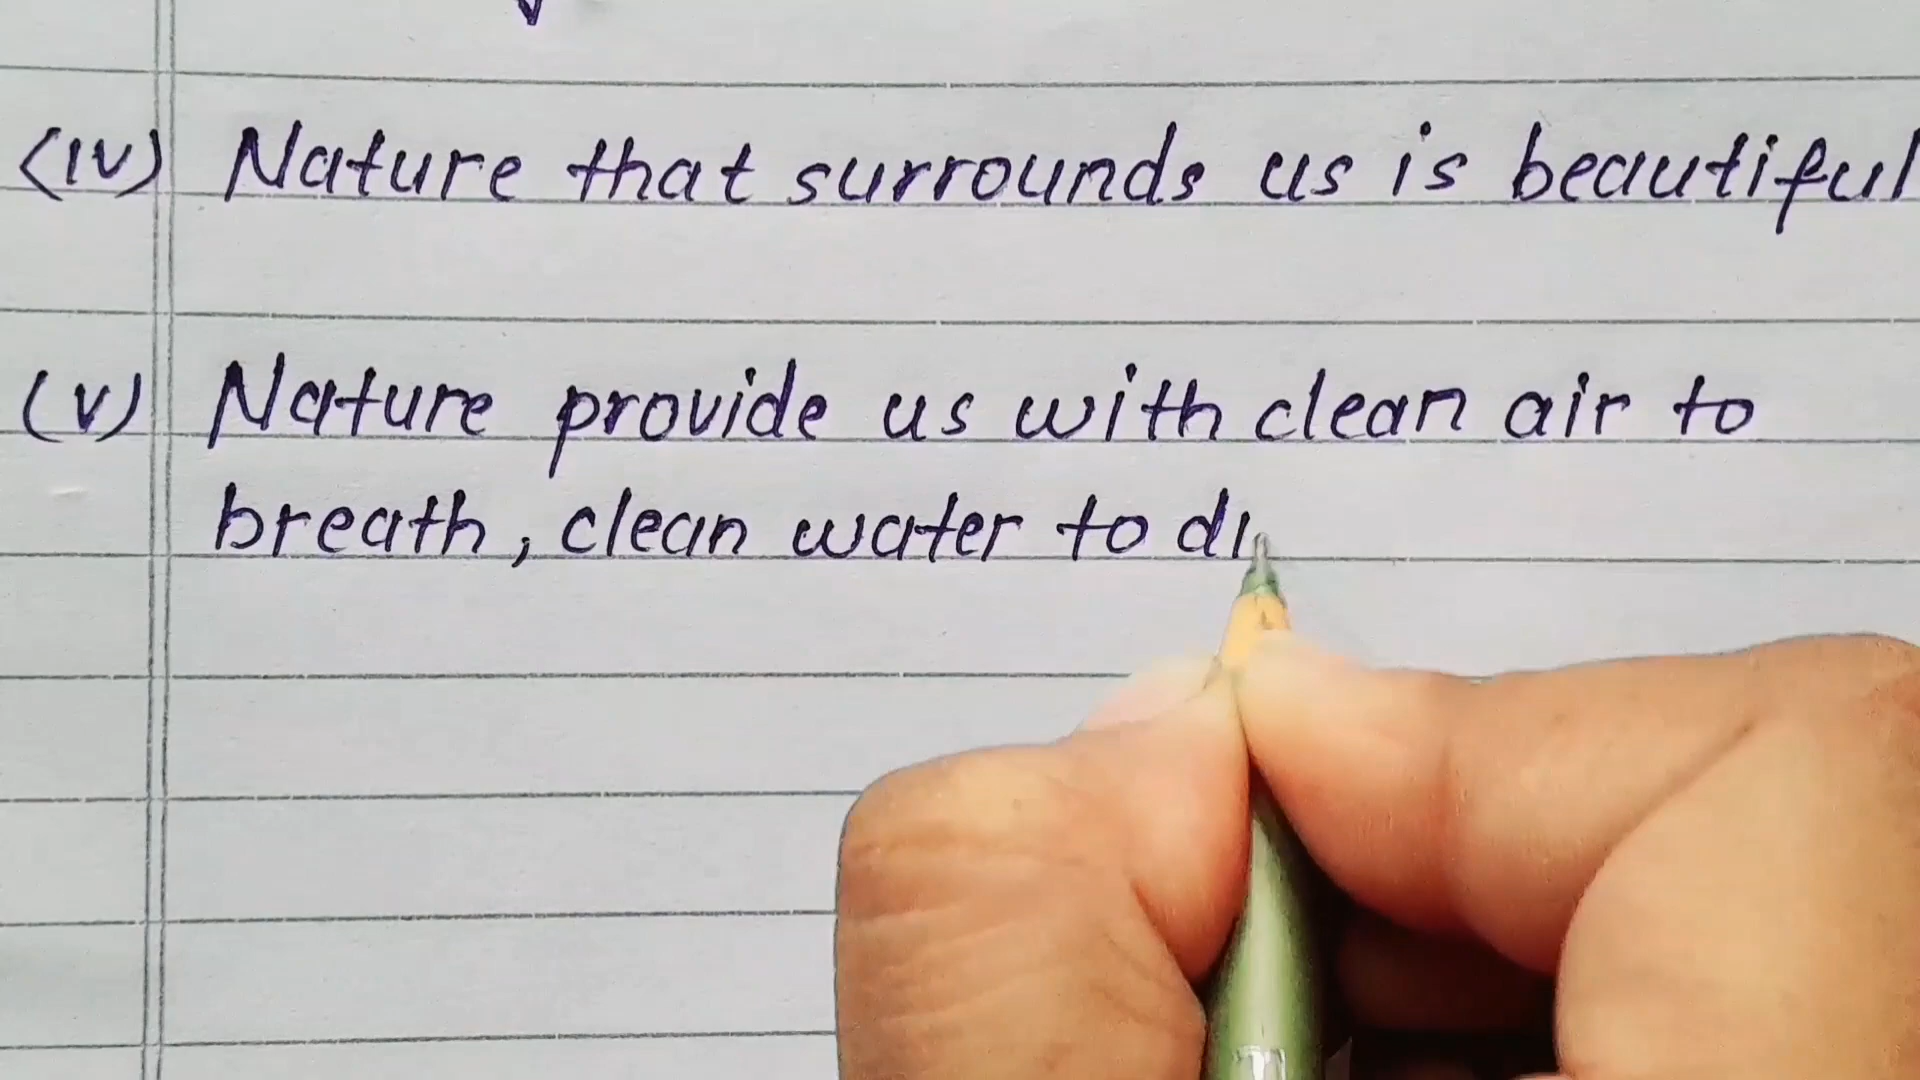 (iv) Nature that surrounds us is beautiful
(v) Nature provide us with clean air to
breath, clean water to